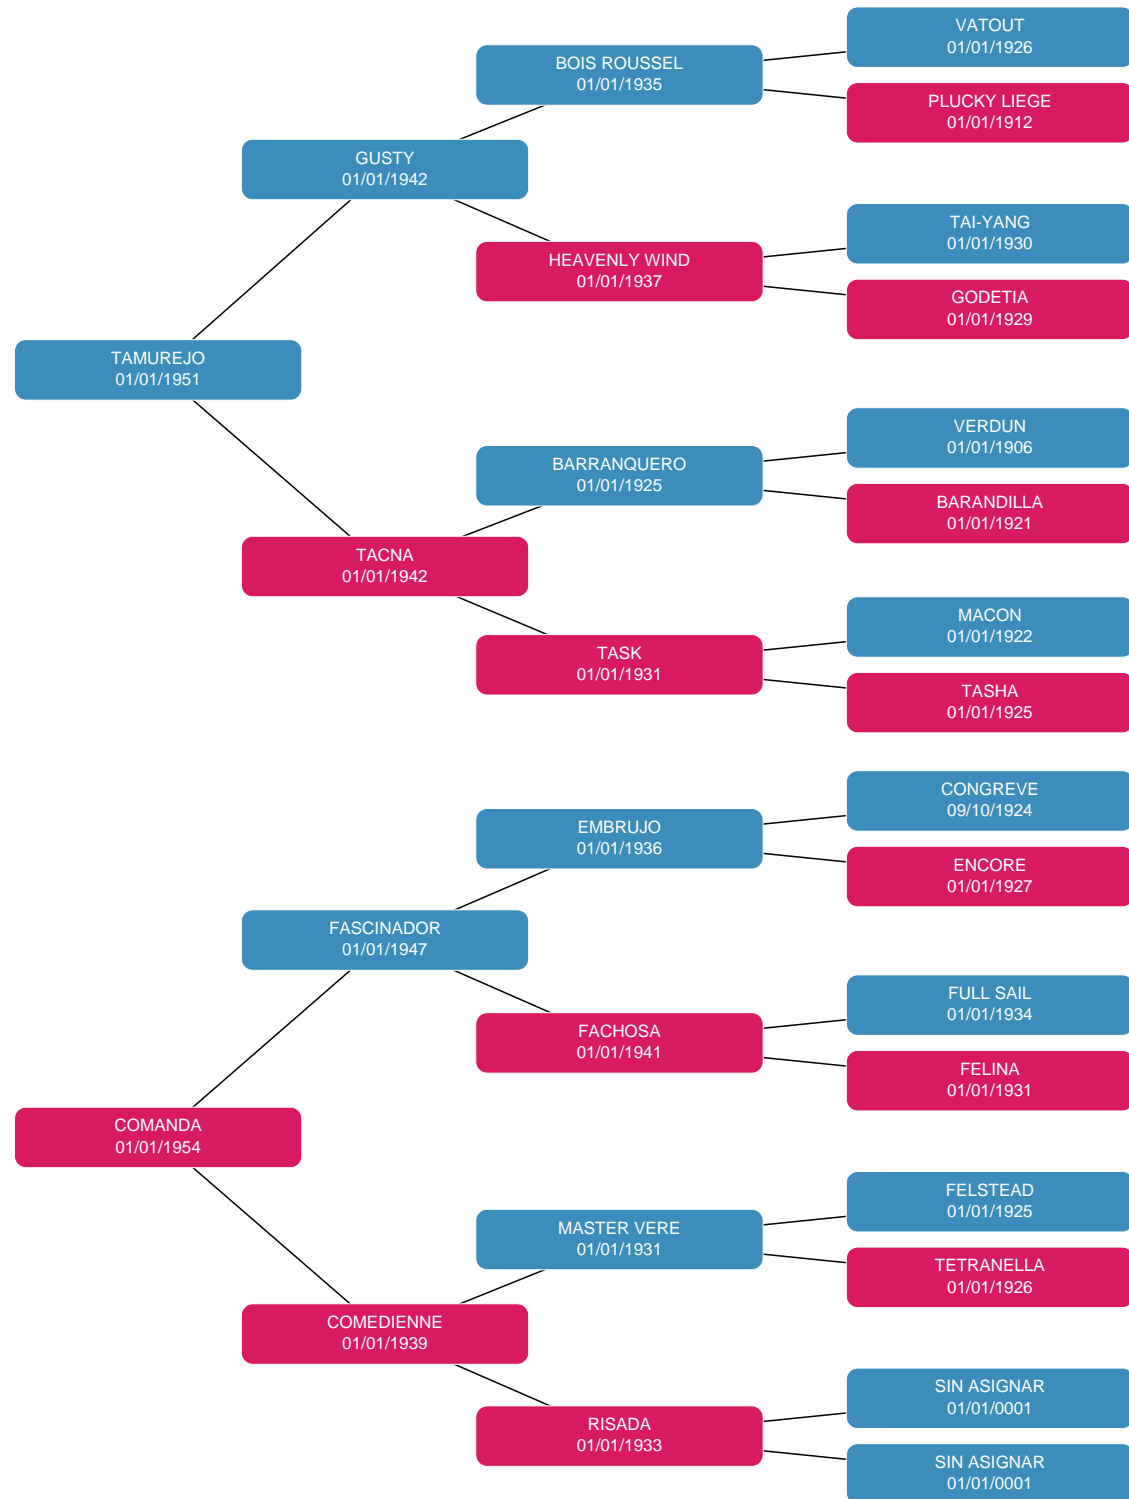 VATOUT
01/01/1926
BOIS ROUSSEL
01/01/1935
PLUCKY LIEGE
01/01/1912
GUSTY
01/01/1942
TAI-YANG
01/01/1930
HEAVENLY WIND
01/01/1937
GODETIA
01/01/1929
TAMUREJO
01/01/1951
VERDUN
01/01/1906
BARRANQUERO
01/01/1925
BARANDILLA
01/01/1921
TACNA
01/01/1942
MACON
01/01/1922
TASK
01/01/1931
TASHA
01/01/1925
CONGREVE
09/10/1924
EMBRUJO
01/01/1936
ENCORE
01/01/1927
FASCINADOR
01/01/1947
FULL SAIL
01/01/1934
FACHOSA
01/01/1941
FELINA
01/01/1931
COMANDA
01/01/1954
FELSTEAD
01/01/1925
MASTER VERE
01/01/1931
TETRANELLA
01/01/1926
COMEDIENNE
01/01/1939
SIN ASIGNAR
01/01/0001
RISADA
01/01/1933
SIN ASIGNAR
01/01/0001